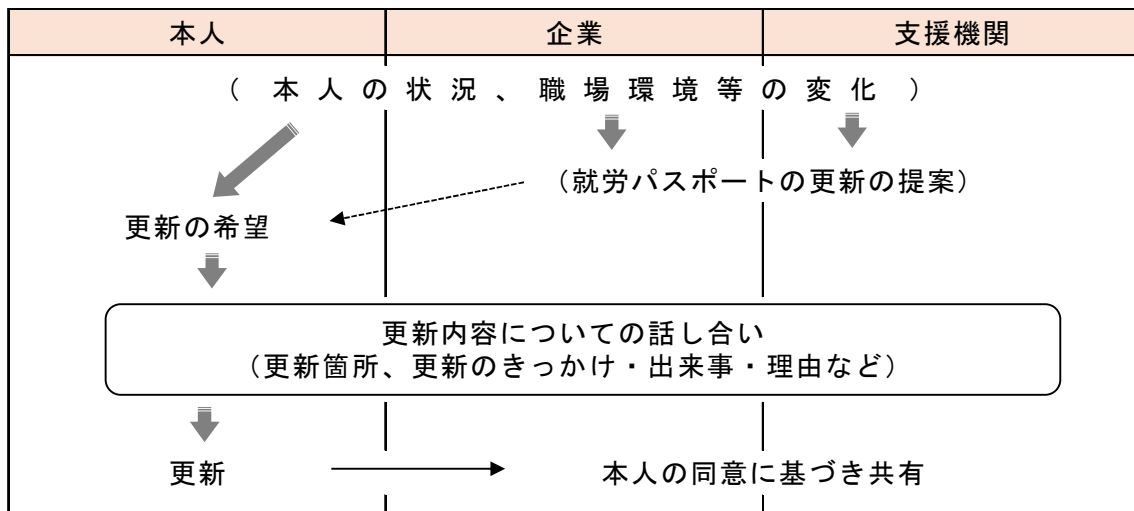 本人 企業 支援機関
(本人の状況、職場環境等の変化)
(就労パスポートの更新の提案)
更新の希望
更新内容についての話し合い
(更新箇所、更新のきっかけ・出来事・理由など)
更新 本人の同意に基づき共有